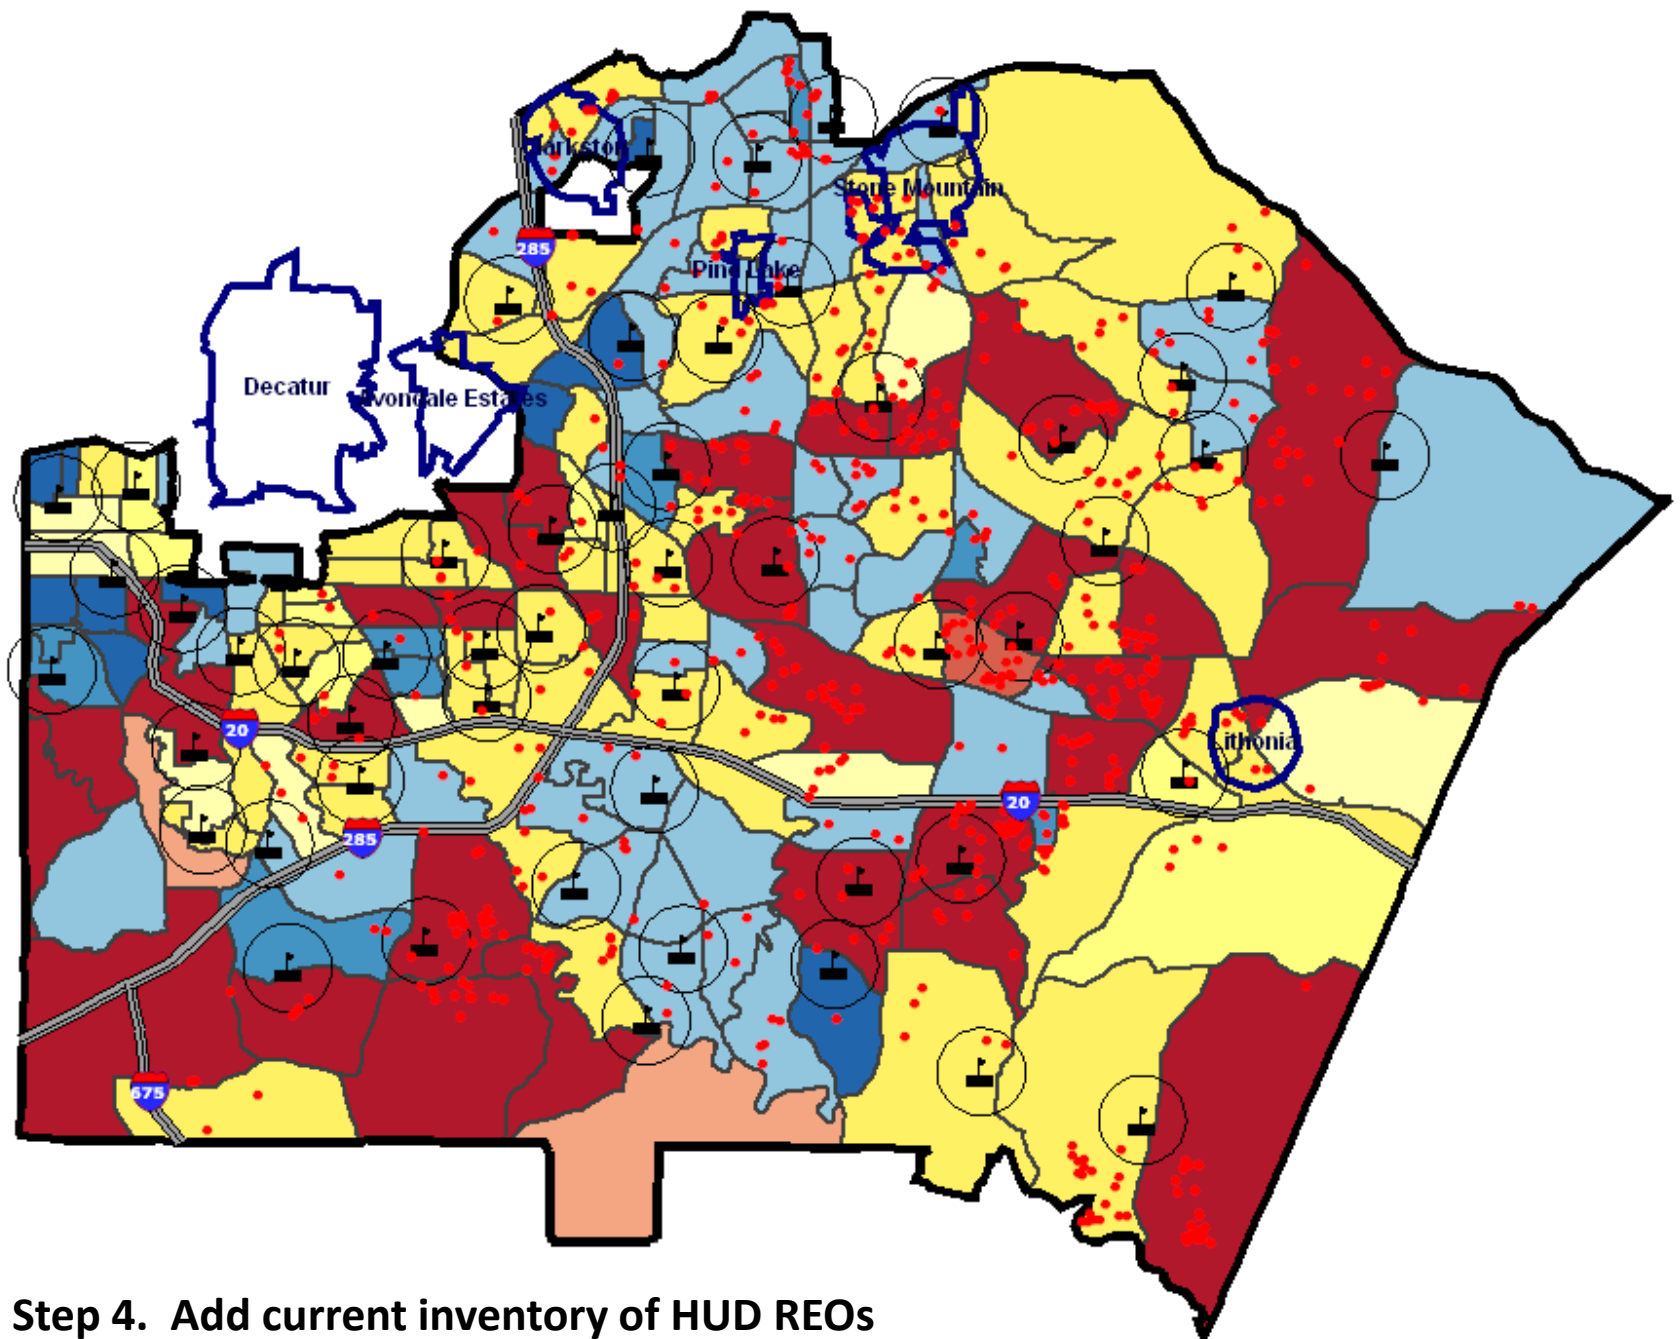 Clarkston
Stone Mountain
285
Pine Lake
Decatur
Avondale Estates
20
Lithonia
20
285
675
Step 4. Add current inventory of HUD REOs